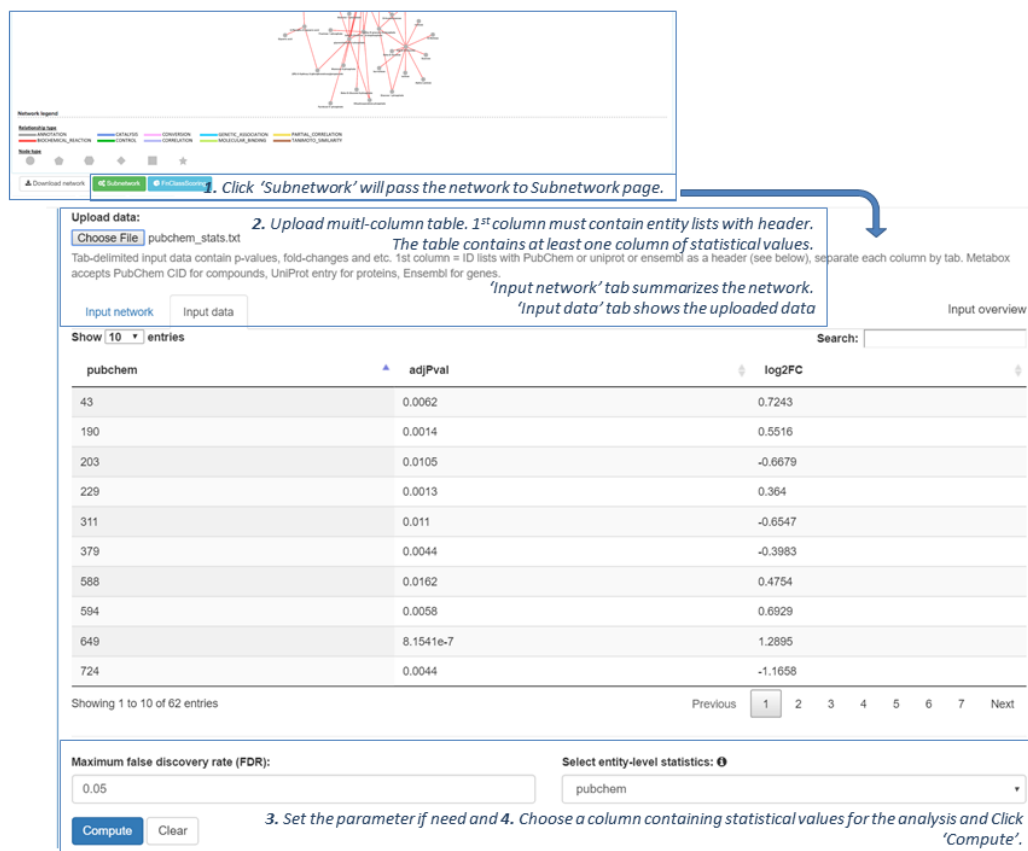 Network legend
Relationship type
ANNOTATION CATALYSIS CONVERSION GENETIC_ASSOCIATION PARTIAL_CORRELATION
BIOCHEMICAL_REACTION CONTROL CORRELATION MOLECULAR_BINDING TANIMOTO_SIMILARITY
Node type
Download network Subnetwork FnClassScoring
1. Click ‘Subnetwork’ will pass the network to Subnetwork page.
Upload data:
Choose File pubchem_stats.txt
2. Upload muitl-column table. 1st column must contain entity lists with header.
The table contains at least one column of statistical values.
Tab-delimited input data contain p-values, fold-changes and etc. 1st column = ID lists with PubChem or uniprot or ensembl as a header (see below), separate each column by tab. Metabox
accepts PubChem CID for compounds, UniProt entry for proteins, Ensembl for genes.
‘Input network’ tab summarizes the network.
‘Input data’ tab shows the uploaded data
Input network Input data Input overview
Show 10 entries Search:
pubchem adjPval log2FC
43 0.0062 0.7243
190 0.0014 0.5516
203 0.0105 -0.6679
229 0.0013 0.364
311 0.011 -0.6547
379 0.0044 -0.3983
588 0.0162 0.4754
594 0.0058 0.6929
649 8.1541e-7 1.2895
724 0.0044 -1.1658
Showing 1 to 10 of 62 entries Previous 1 2 3 4 5 6 7 Next
Maximum false discovery rate (FDR): Select entity-level statistics:
0.05 pubchem
3. Set the parameter if need and 4. Choose a column containing statistical values for the analysis and Click
‘Compute’.
Compute Clear